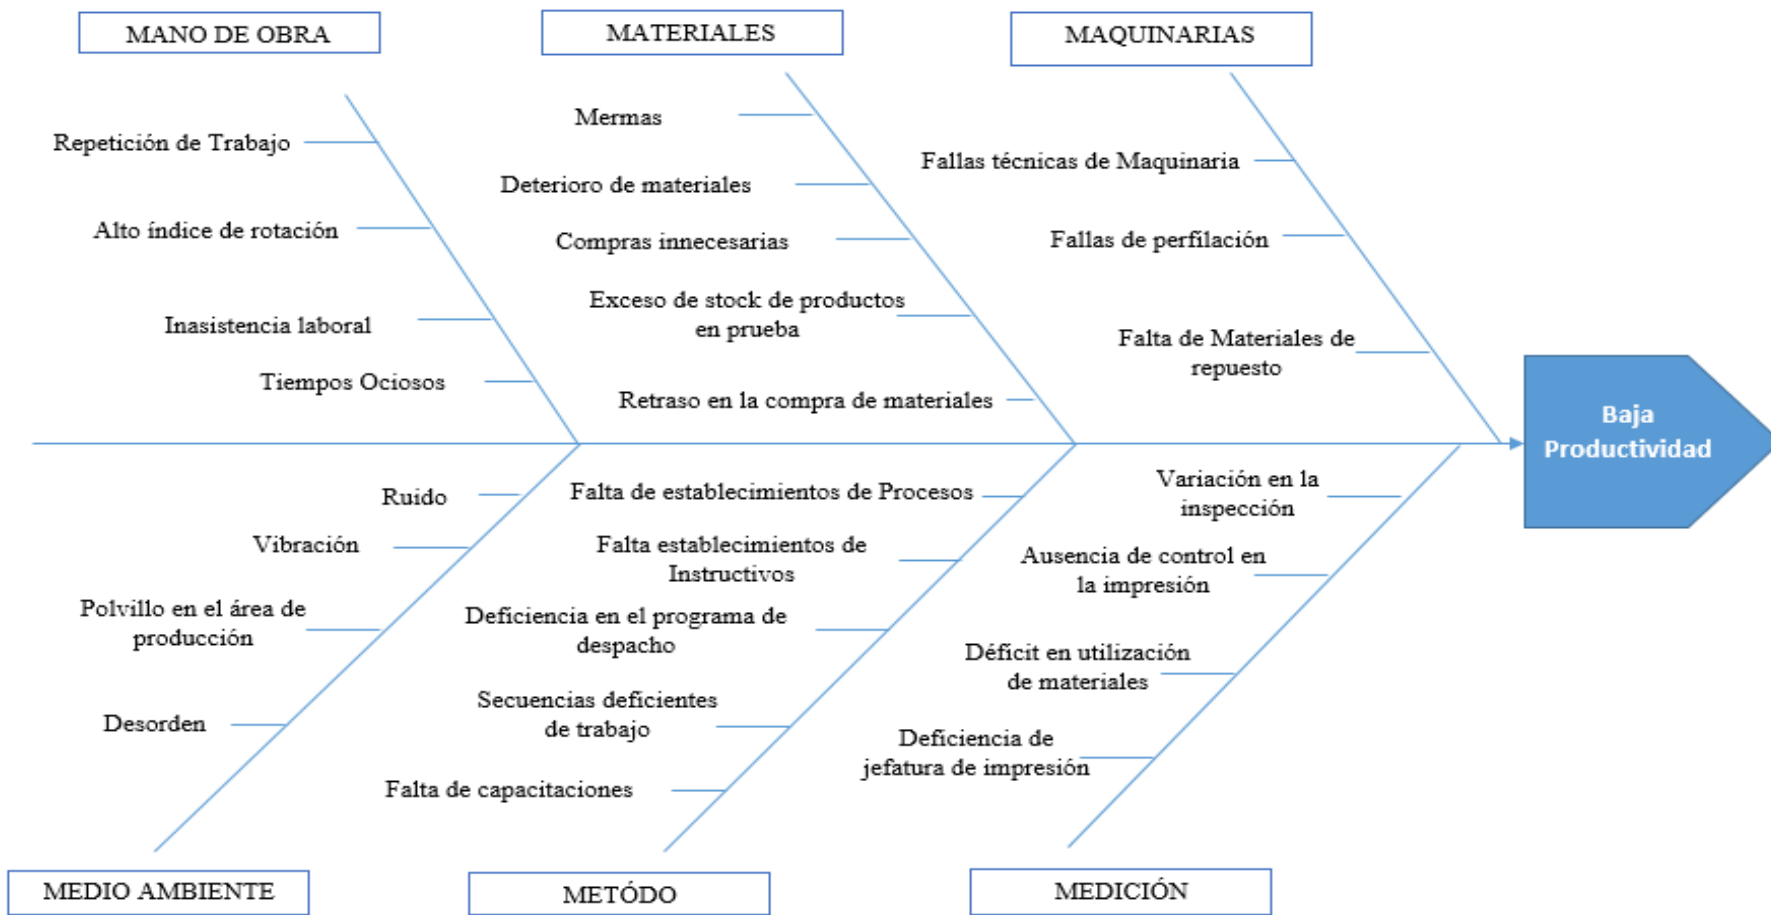 MANO DE OBRA
MATERIALES
MAQUINARIAS
Repetición de Trabajo
Alto índice de rotación
Inasistencia laboral
Tiempos Ociosos
Mermas
Deterioro de materiales
Compras innecesarias
Exceso de stock de productos
en prueba
Retraso en la compra de materiales
Fallas técnicas de Maquinaria
Fallas de perfilación
Falta de Materiales de
repuesto
Baja
Productividad
Ruido
Vibración
Polvillo en el área de
producción
Desorden
Falta de establecimientos de Procesos
Falta establecimientos de
Instructivos
Deficiencia en el programa de
despacho
Secuencias deficientes
de trabajo
Falta de capacitaciones
Variación en la
inspección
Ausencia de control en
la impresión
Déficit en utilización
de materiales
Deficiencia de
jefatura de impresión
MEDIO AMBIENTE
METÓDO
MEDICIÓN